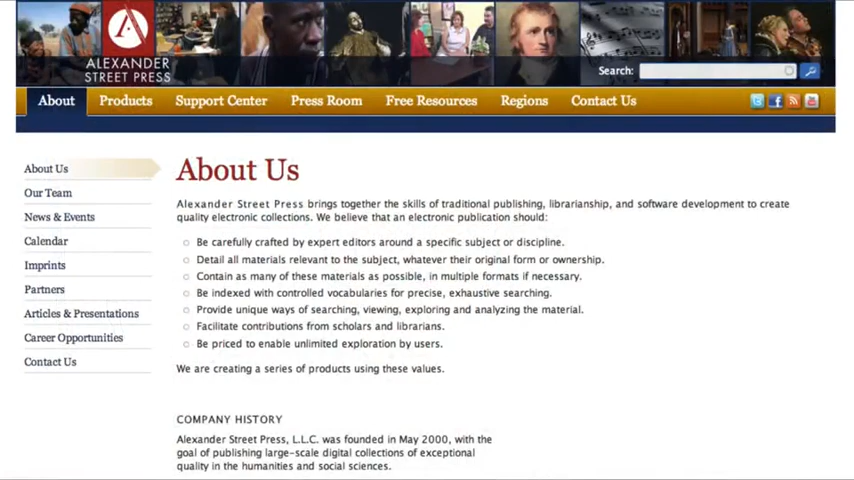 ALEXANDER
STREET PRESS
Search:
About Products Support Center Press Room Free Resources Regions Contact Us
About Us
Our Team
News & Events
Calendar
Imprints
Partners
Articles & Presentations
Career Opportunities
Contact Us
About Us
Alexander Street Press brings together the skills of traditional publishing, librarianship, and software development to create
quality electronic collections. We believe that an electronic publication should:
Be carefully crafted by expert editors around a specific subject or discipline.
Detail all materials relevant to the subject, whatever their original form or ownership.
Contain as many of these materials as possible, in multiple formats if necessary.
Be indexed with controlled vocabularies for precise, exhaustive searching.
Provide unique ways of searching, viewing, exploring and analyzing the material.
Facilitate contributions from scholars and librarians.
Be priced to enable unlimited exploration by users.
We are creating a series of products using these values.
COMPANY HISTORY
Alexander Street Press, L.L.C. was founded in May 2000, with the
goal of publishing large-scale digital collections of exceptional
quality in the humanities and social sciences.